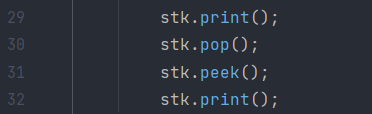 29 stk.print();
30 stk.pop();
31 stk.peek();
32 stk.print();